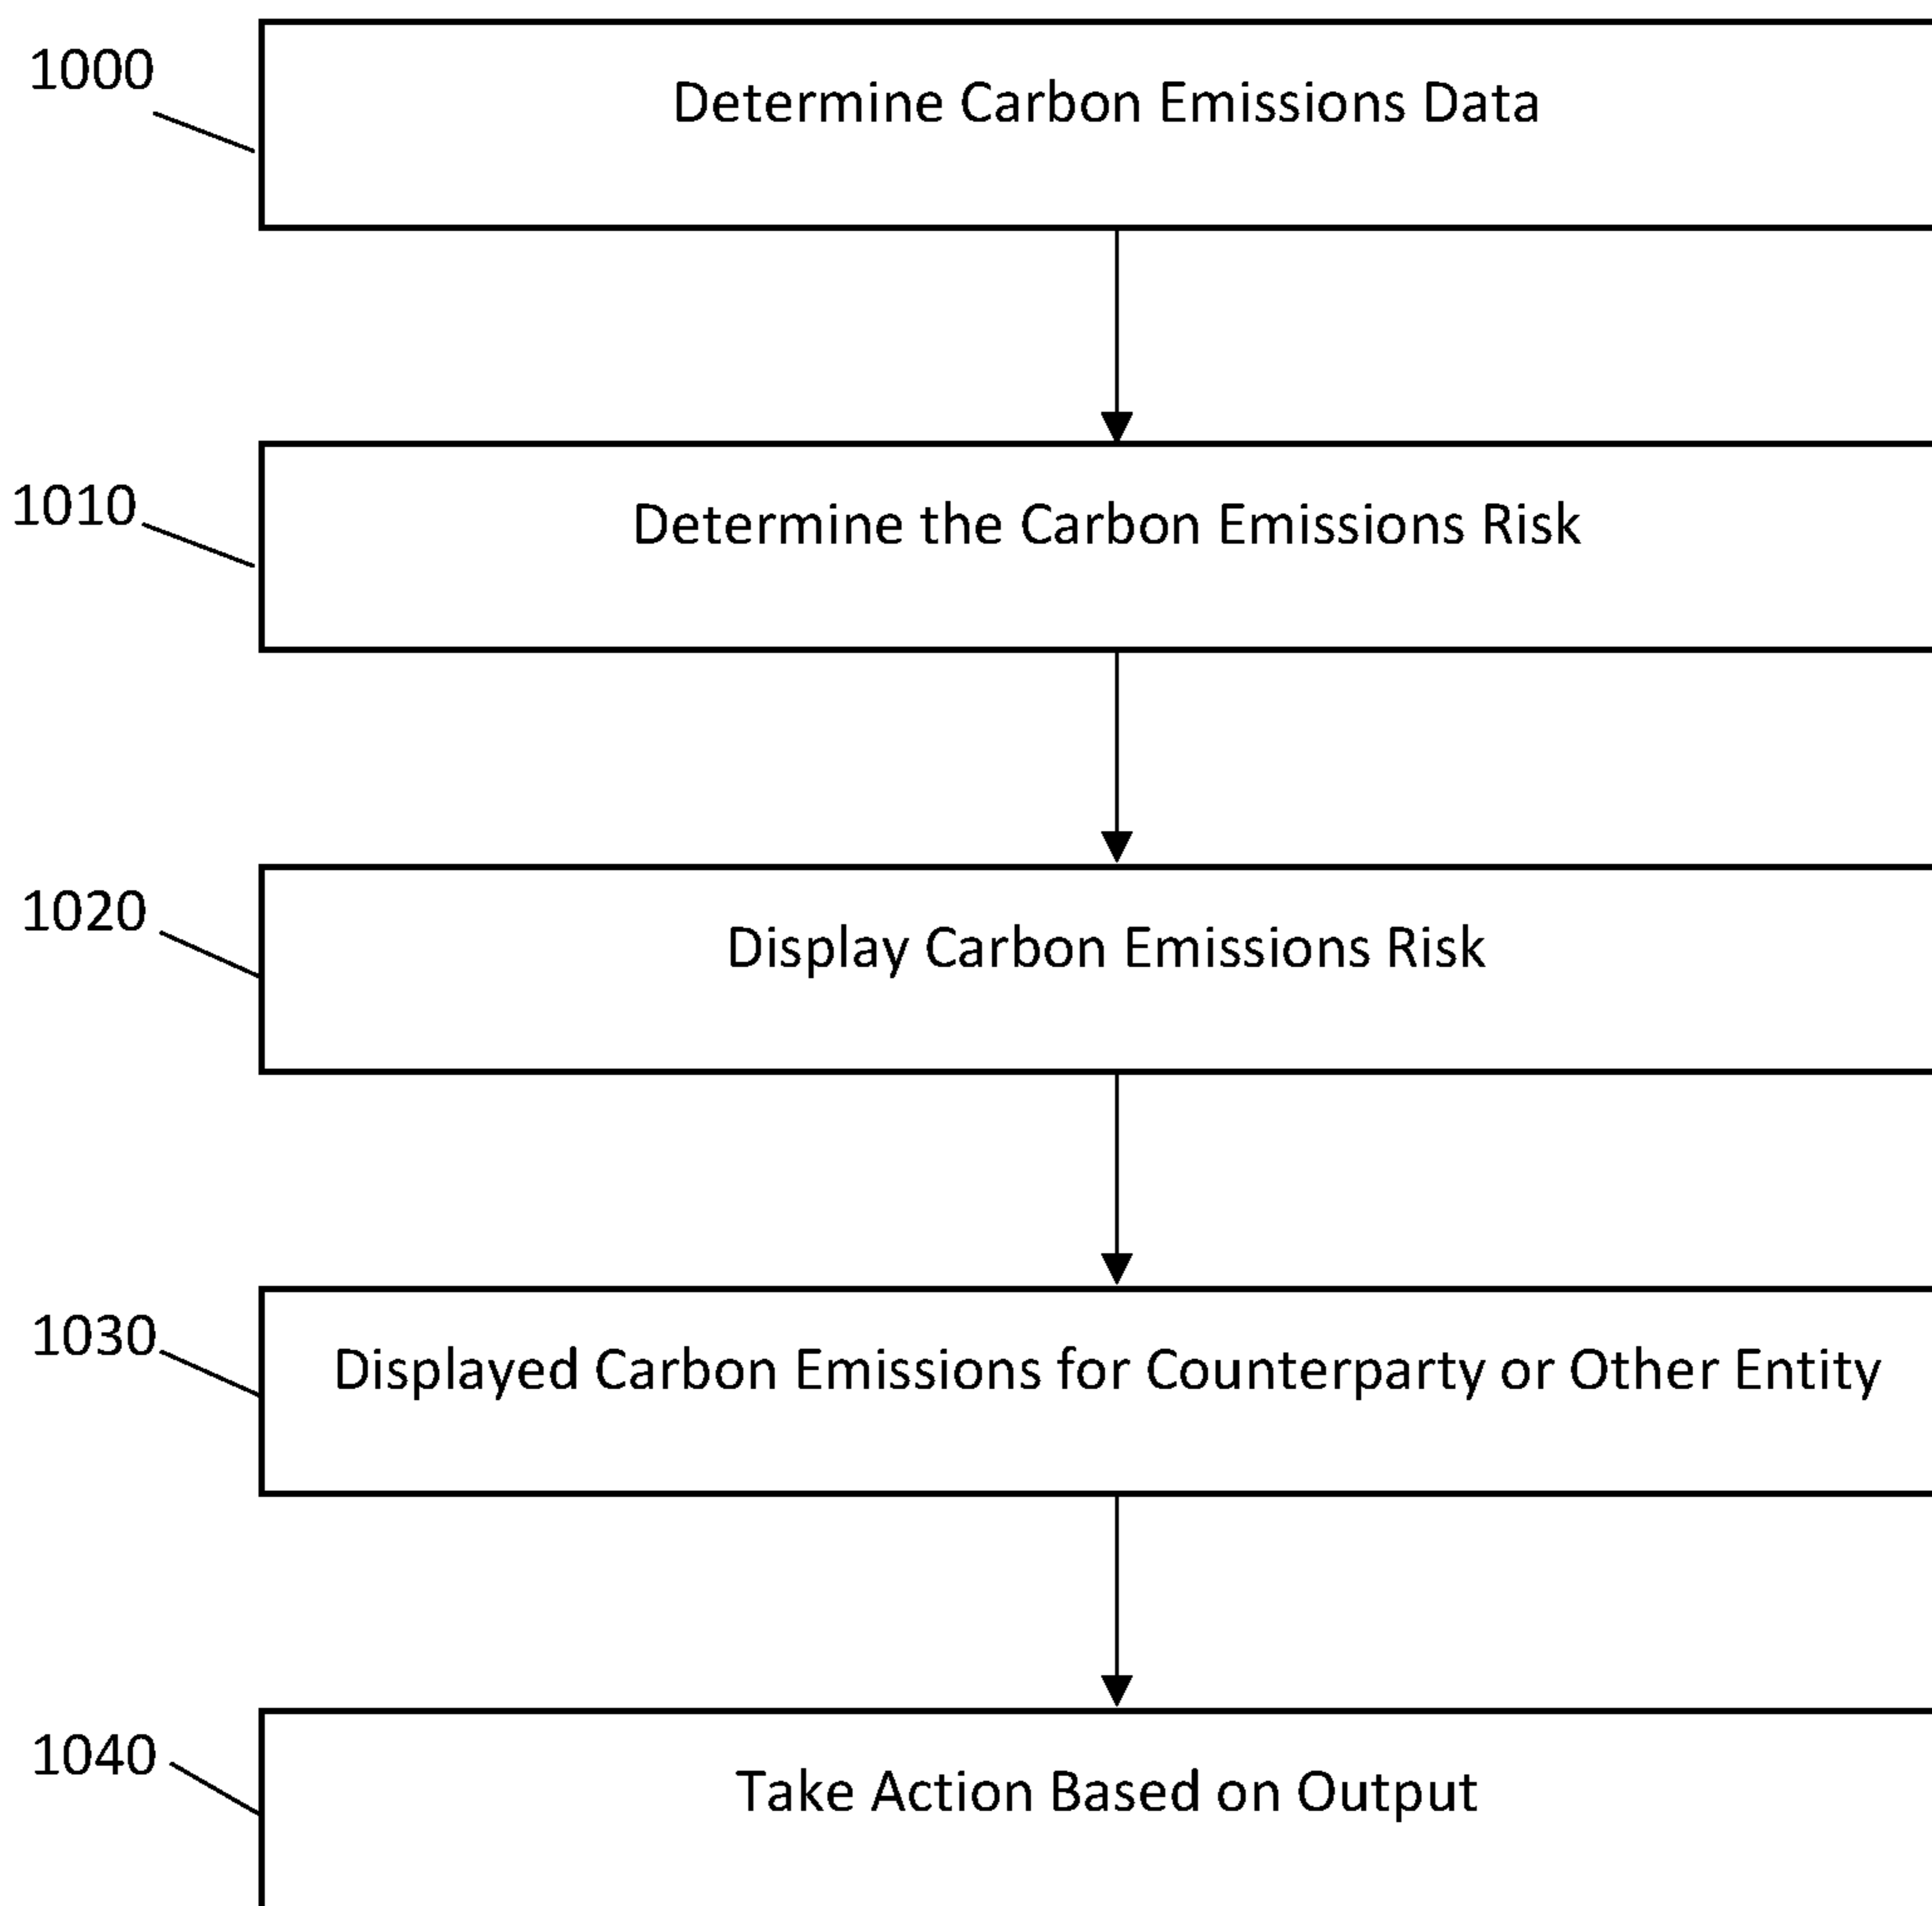 1000
Determine Carbon Emissions Data
1010
Determine the Carbon Emissions Risk
1020
Display Carbon Emissions Risk
1030
Displayed Carbon Emissions for Counterparty or Other Entity
1040
Take Action Based on Output